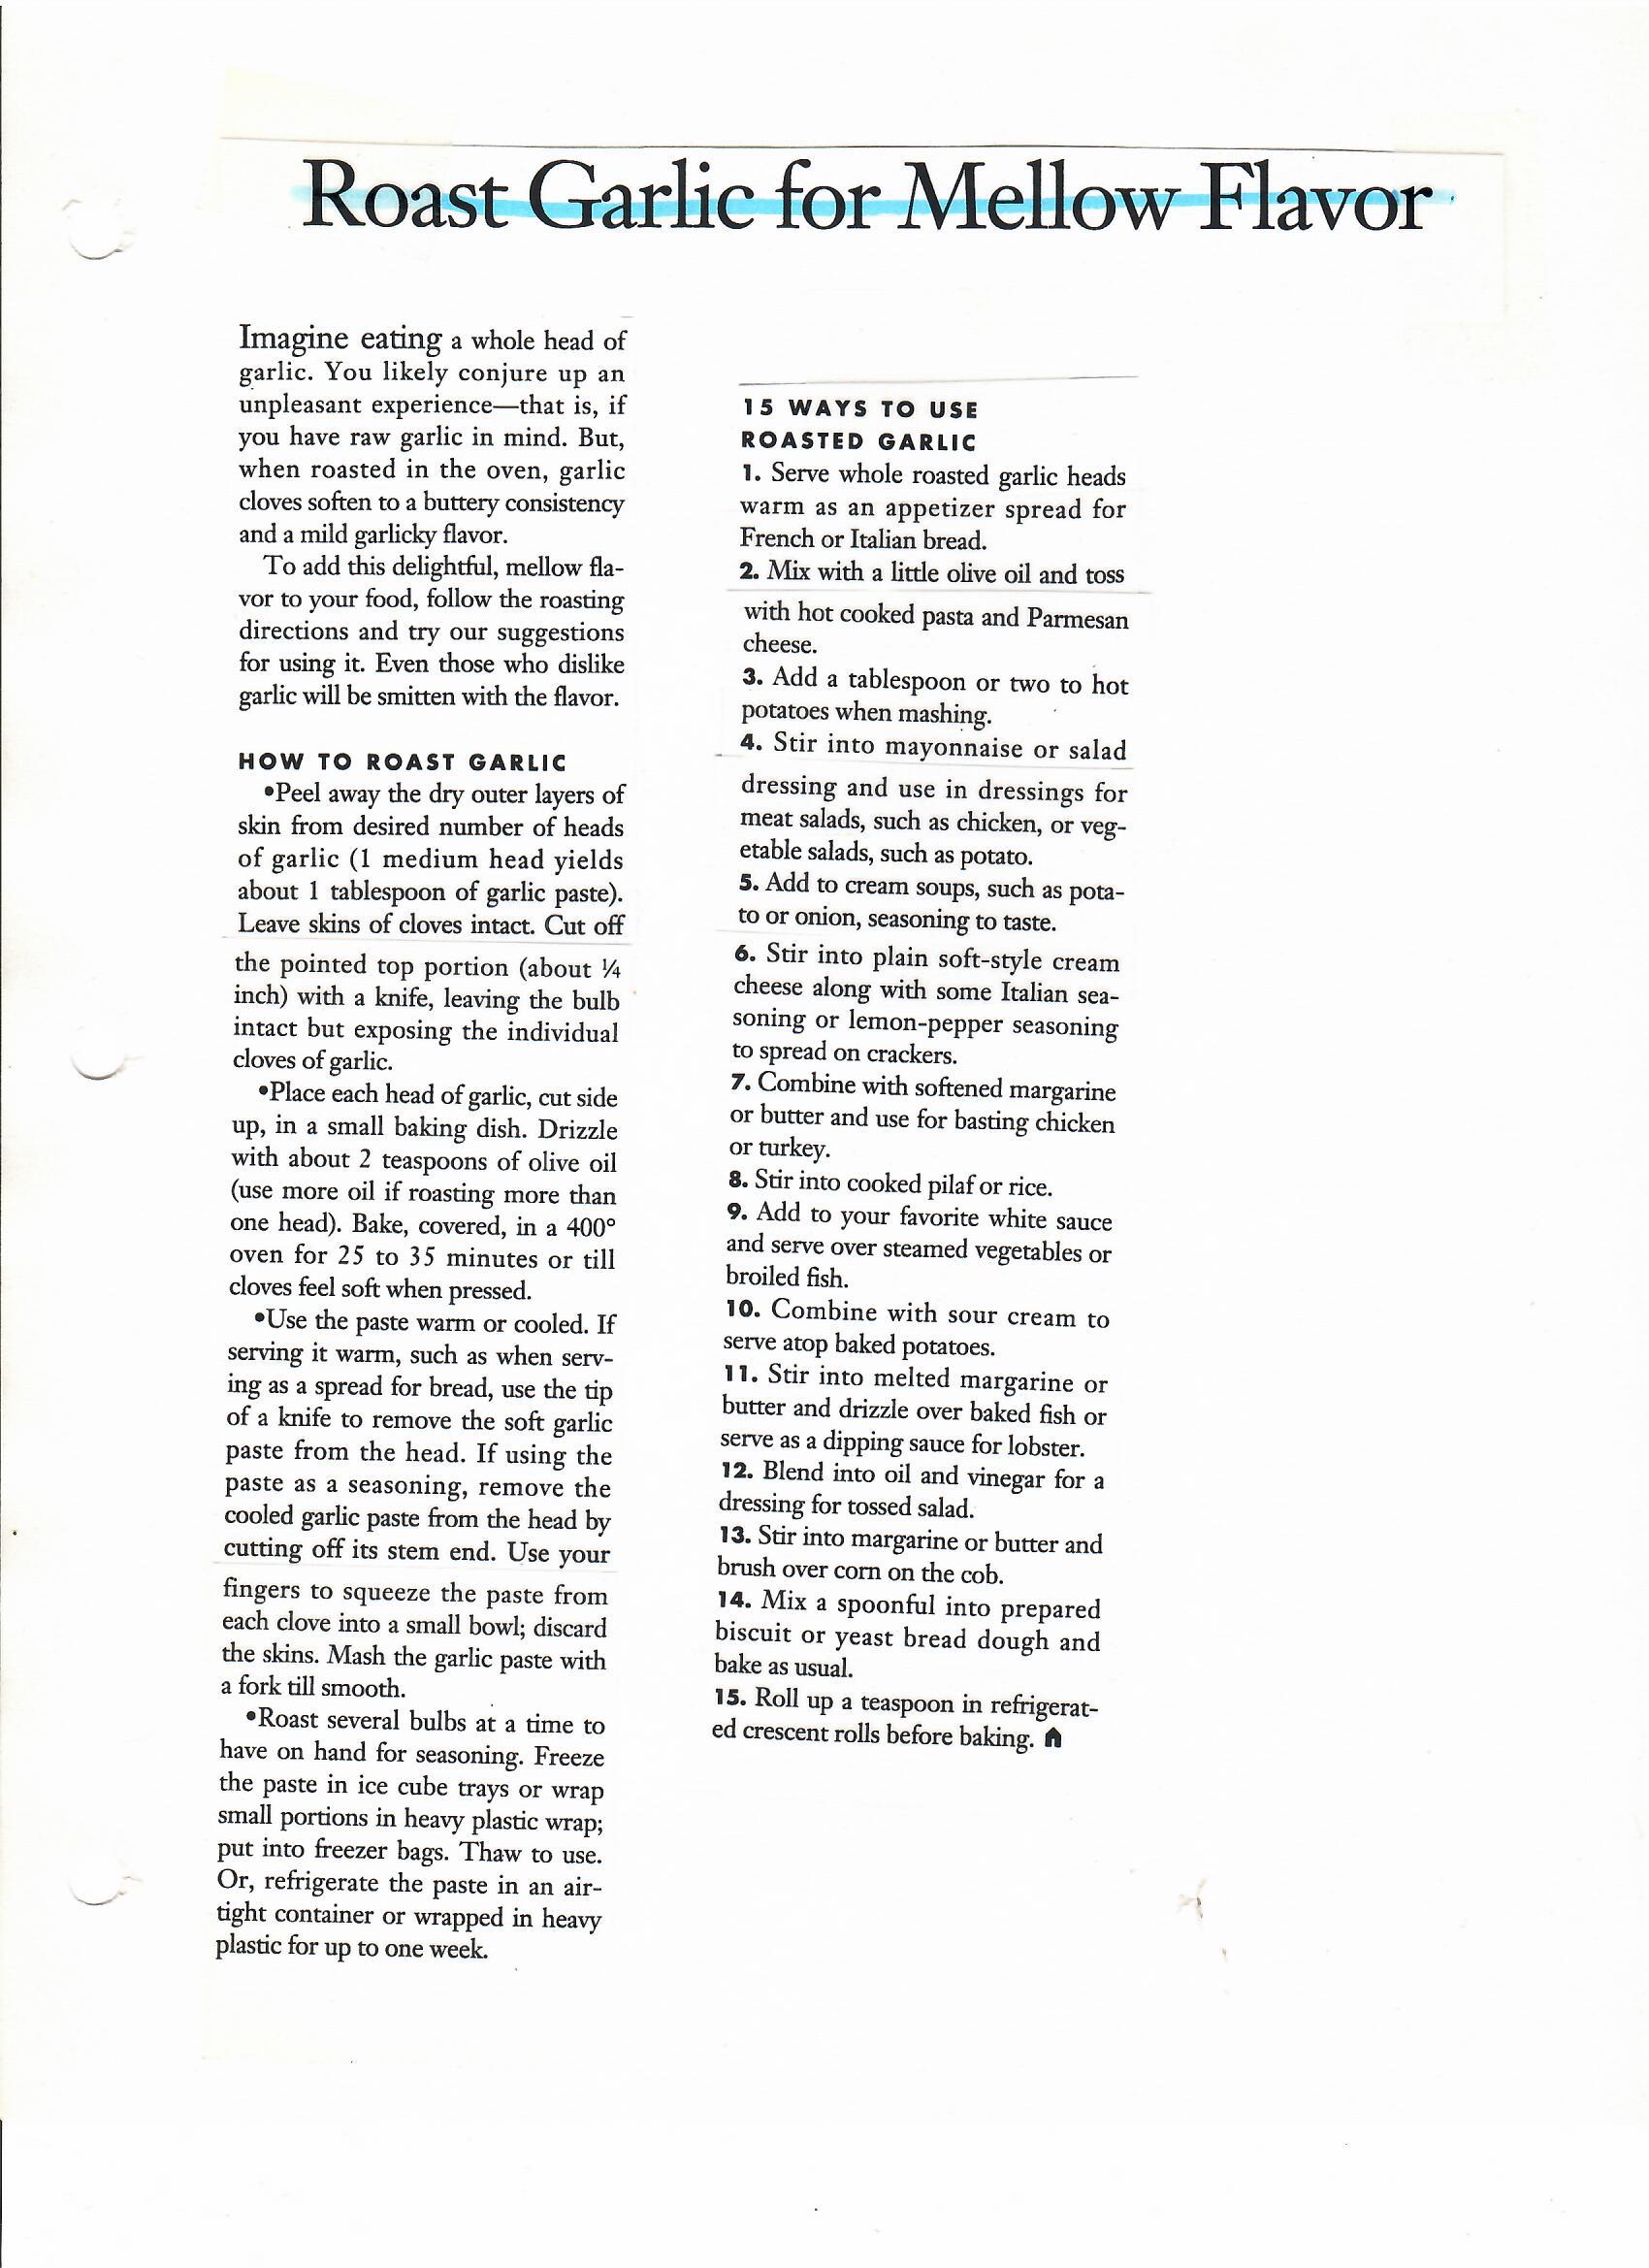 Roast Garlic for Mellow Flavor
Imagine eating a whole head of
garlic. You likely conjure up an
unpleasant experience—that is, if
you have raw garlic in mind. But,
when roasted in the oven, garlic
cloves soften to a buttery consistency
and a mild garlicky flavor.
To add this delightful, mellow fla-
vor to your food, follow the roasting
directions and try our suggestions
for using it. Even those who dislike
garlic will be smitten with the flavor.
HOW TO ROAST GARLIC
•Peel away the dry outer layers of
skin from desired number of heads
of garlic (1 medium head yields
about 1 tablespoon of garlic paste).
Leave skins of cloves intact. Cut off
the pointed top portion (about ¼
inch) with a knife, leaving the bulb
intact but exposing the individual
cloves of garlic.
•Place each head of garlic, cut side
up, in a small baking dish. Drizzle
with about 2 teaspoons of olive oil
(use more oil if roasting more than
one head). Bake, covered, in a 400°
oven for 25 to 35 minutes or till
cloves feel soft when pressed.
•Use the paste warm or cooled. If
serving it warm, such as when serv-
ing as a spread for bread, use the tip
of a knife to remove the soft garlic
paste from the head. If using the
paste as a seasoning, remove the
cooled garlic paste from the head by
cutting off its stem end. Use your
fingers to squeeze the paste from
each clove into a small bowl; discard
the skins. Mash the garlic paste with
a fork till smooth.
•Roast several bulbs at a time to
have on hand for seasoning. Freeze
the paste in ice cube trays or wrap
small portions in heavy plastic wrap;
put into freezer bags. Thaw to use.
Or, refrigerate the paste in an air-
tight container or wrapped in heavy
plastic for up to one week.
15 WAYS TO USE
ROASTED GARLIC
1. Serve whole roasted garlic heads
warm as an appetizer spread for
French or Italian bread.
2. Mix with a little olive oil and toss
with hot cooked pasta and Parmesan
cheese.
3. Add a tablespoon or two to hot
potatoes when mashing.
4. Stir into mayonnaise or salad
dressing and use in dressings for
meat salads, such as chicken, or veg-
etable salads, such as potato.
5. Add to cream soups, such as pota-
to or onion, seasoning to taste.
6. Stir into plain soft-style cream
cheese along with some Italian sea-
soning or lemon-pepper seasoning
to spread on crackers.
7. Combine with softened margarine
or butter and use for basting chicken
or turkey.
8. Stir into cooked pilaf or rice.
9. Add to your favorite white sauce
and serve over steamed vegetables or
broiled fish.
10. Combine with sour cream to
serve atop baked potatoes.
11. Stir into melted margarine or
butter and drizzle over baked fish or
serve as a dipping sauce for lobster.
12. Blend into oil and vinegar for a
dressing for tossed salad.
13. Stir into margarine or butter and
brush over corn on the cob.
14. Mix a spoonful into prepared
biscuit or yeast bread dough and
bake as usual.
15. Roll up a teaspoon in refrigerat-
ed crescent rolls before baking.